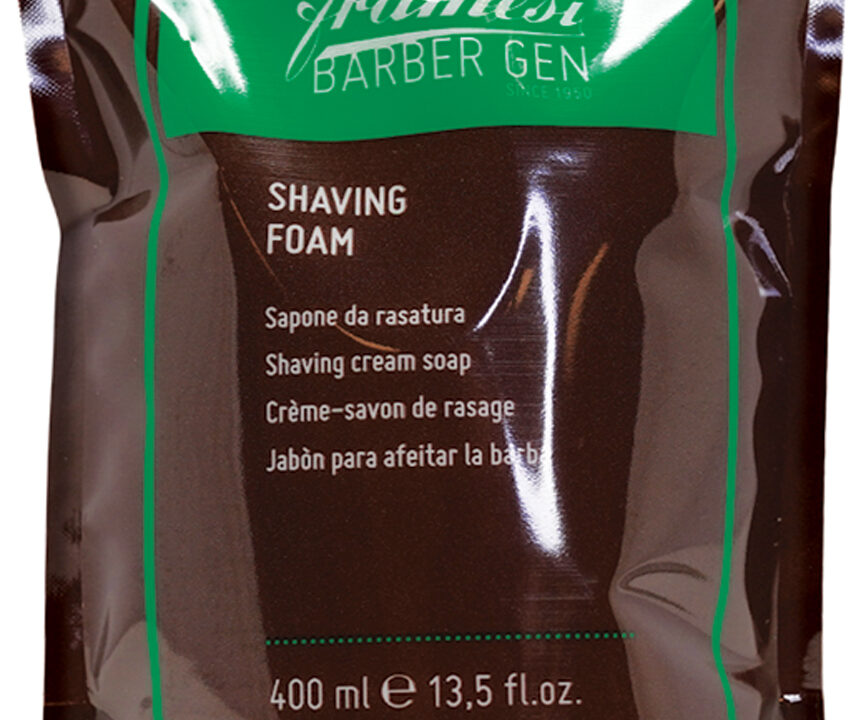 framesi
BARBER GEN
SINCE 1950
SHAVING
FOAM
Sapone da rasatura
Shaving cream soap
Crème-savon de rasage
Jabòn para afeitar la barba
400 ml ℮ 13,5 fl.oz.